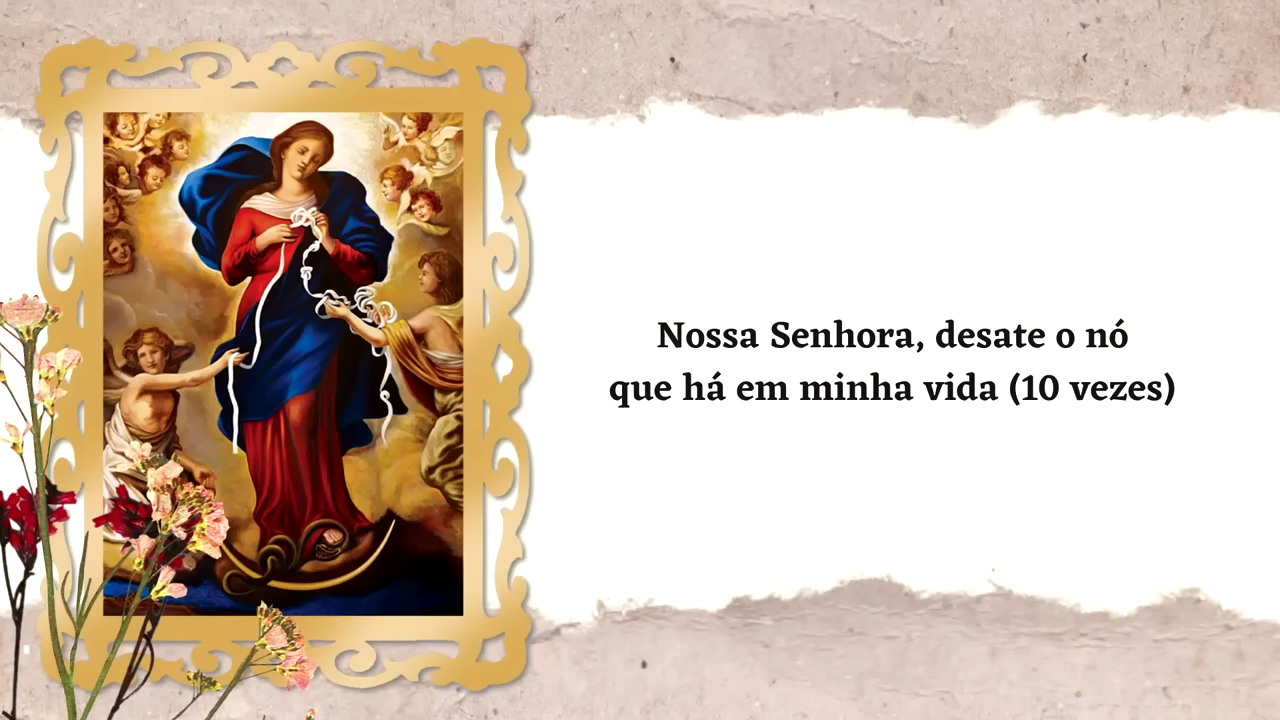 Nossa Senhora, desate o nó
que há em minha vida (10 vezes)